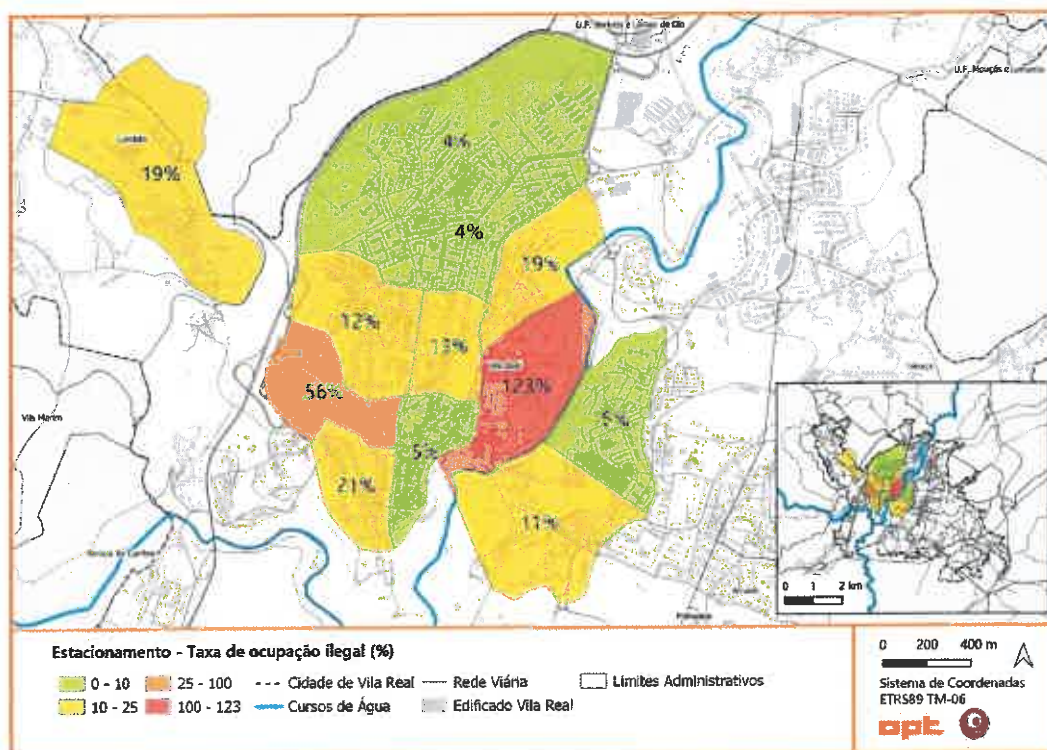 4%
19%
4%
19%
12%
13%
123%
56%
5%
5%
21%
11%
Vila Marim
0 1 2 km
Estacionamento - Taxa de ocupação ilegal (%)
0 - 10 25 - 100 Cidade de Vila Real Rede Viária Limites Administrativos
10 - 25 100 - 123 Cursos de Água Edificado Vila Real
0 200 400 m
Sistema de Coordenadas
ETRS89 TM-06
opt